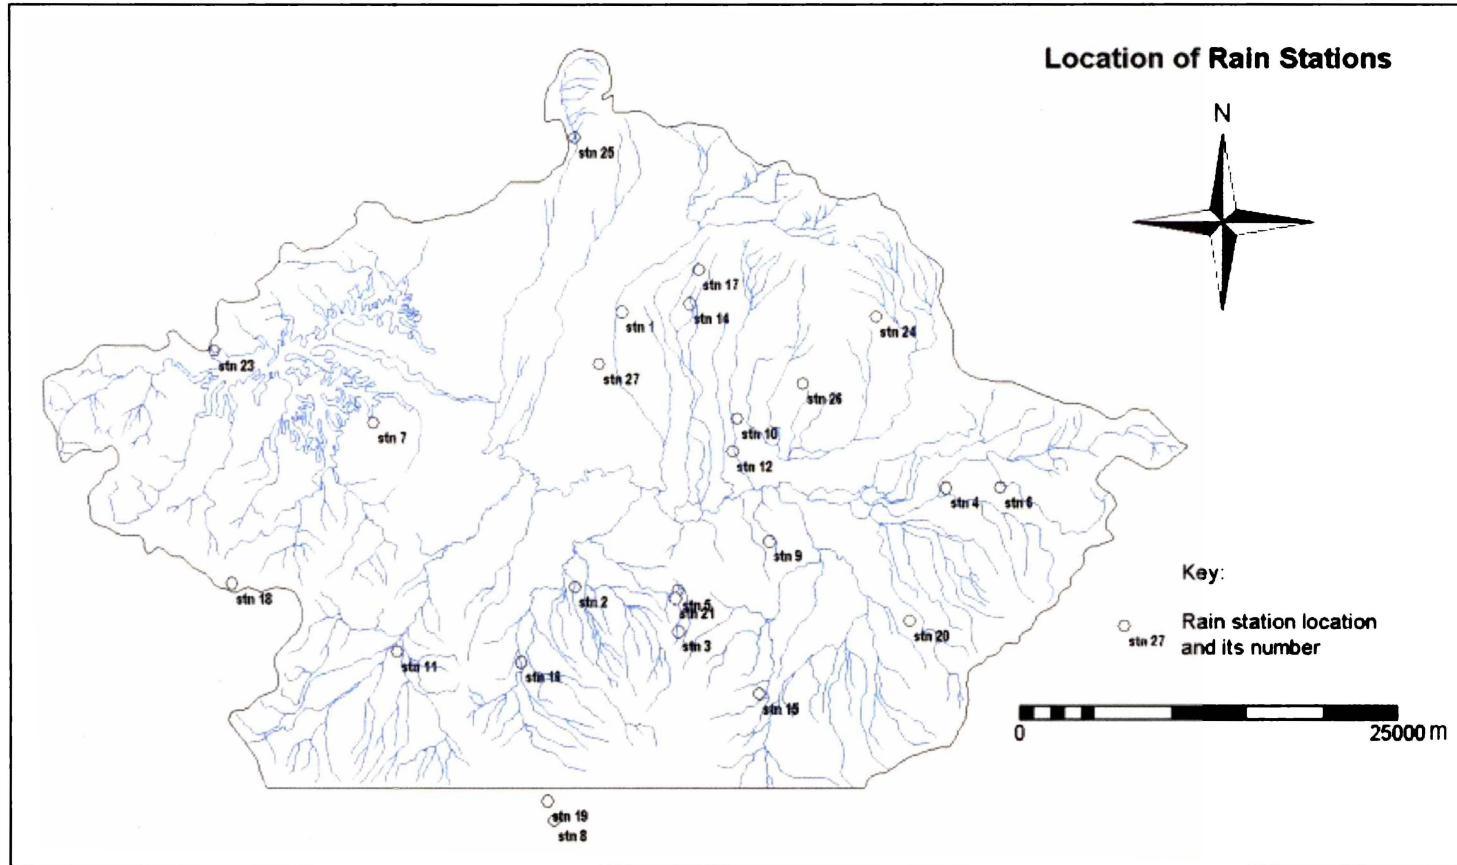 Location of Rain Stations
N
stn 25
stn 17
stn 1
stn 14
stn 24
stn 23
stn 27
stn 26
stn 7
stn 10
stn 12
stn 4
stn 6
stn 9
Key:
stn 18
stn 2
stn 5
stn 21
stn 20
Rain station location
and its number
stn 27
stn 3
stn 11
stn 15
0
25000 m
stn 19
stn 8